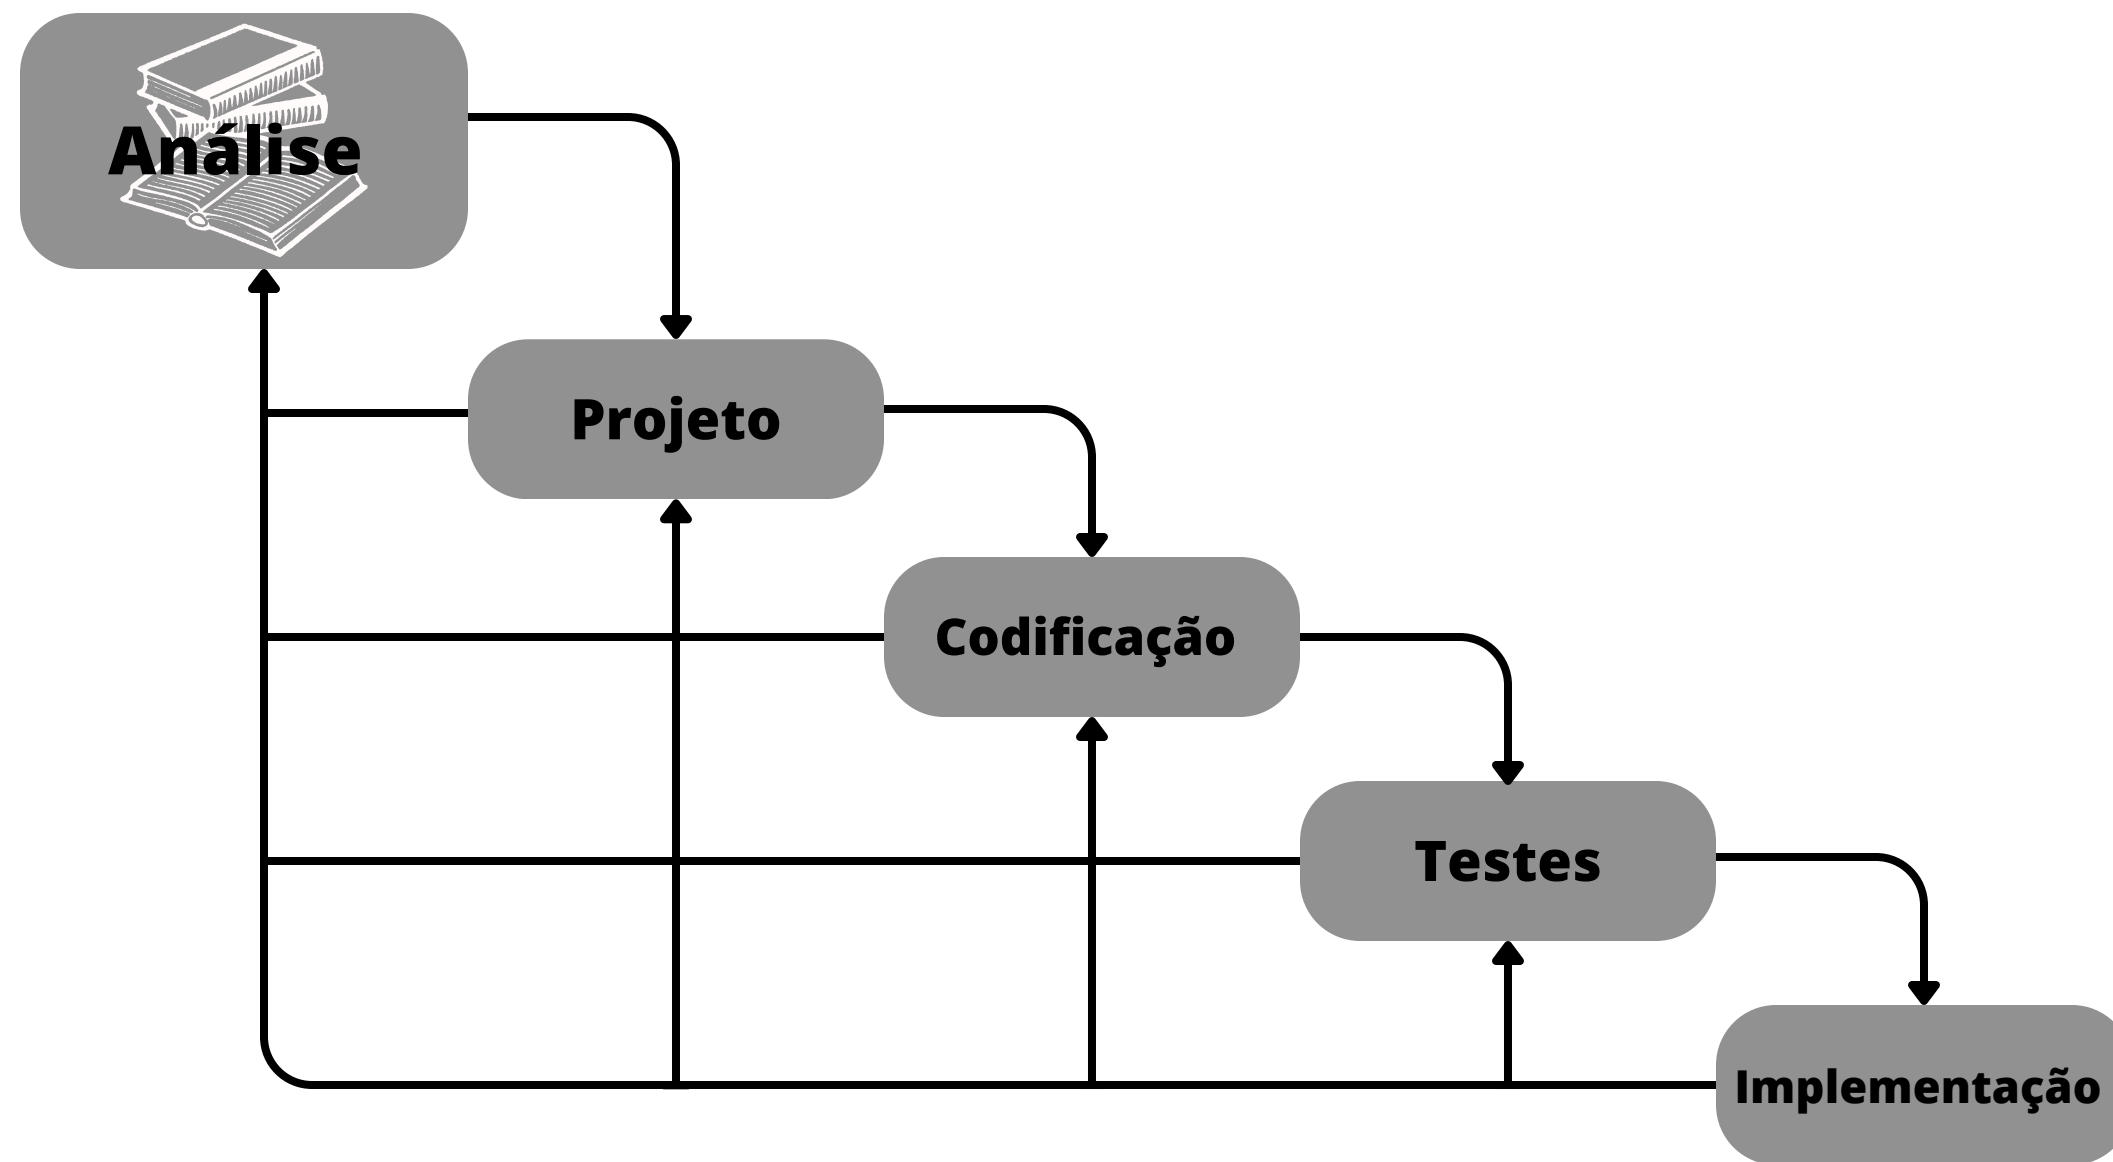 Análise
Projeto
Codificação
Testes
Implementação